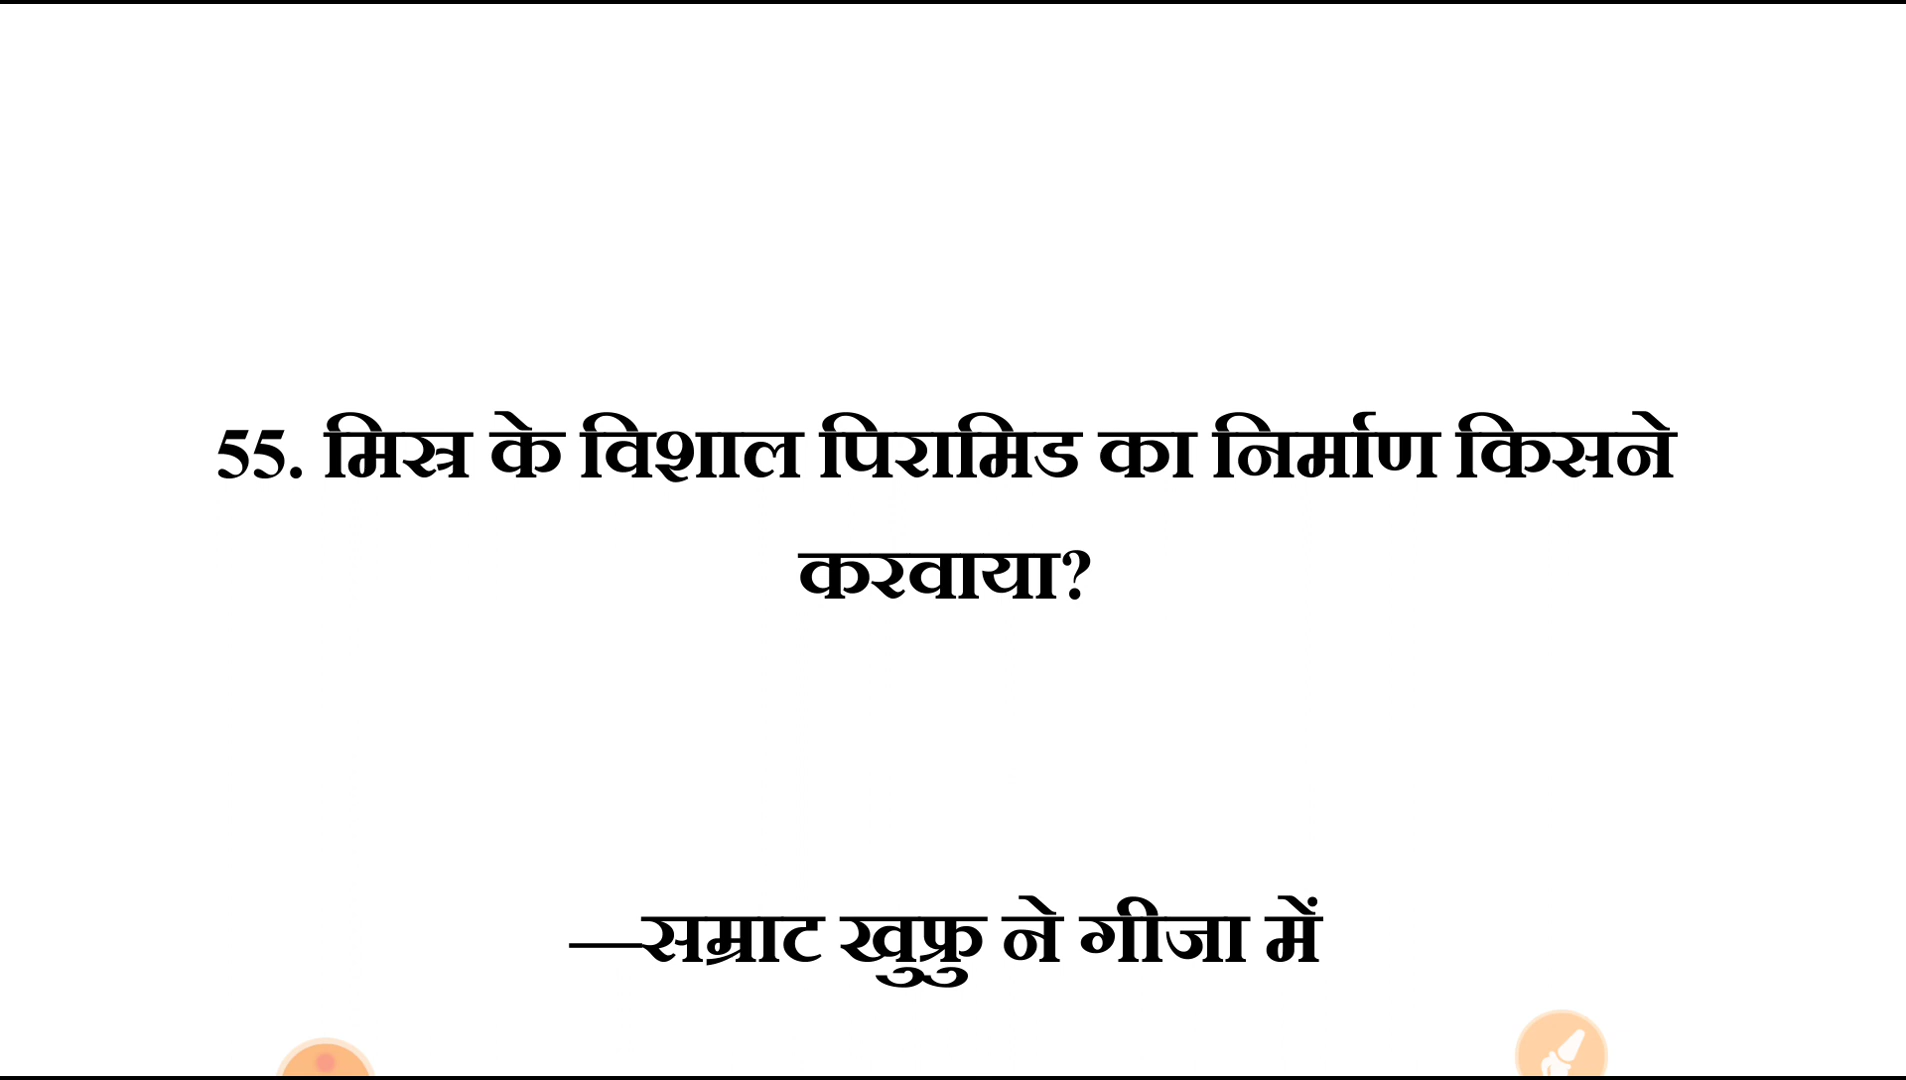 55. मिस्र के विशाल पिरामिड का निर्माण किसने
करवाया?
—सम्राट खुफ्रु ने गीजा में